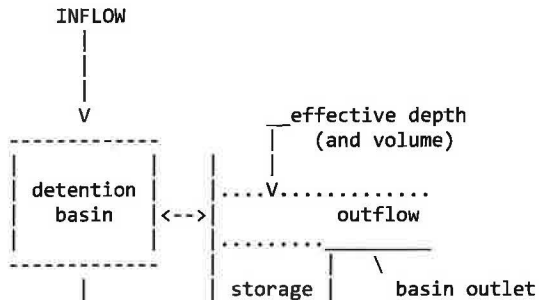 INFLOW
effective depth
(and volume)
detention
basin
<-->
outflow
storage
basin outlet